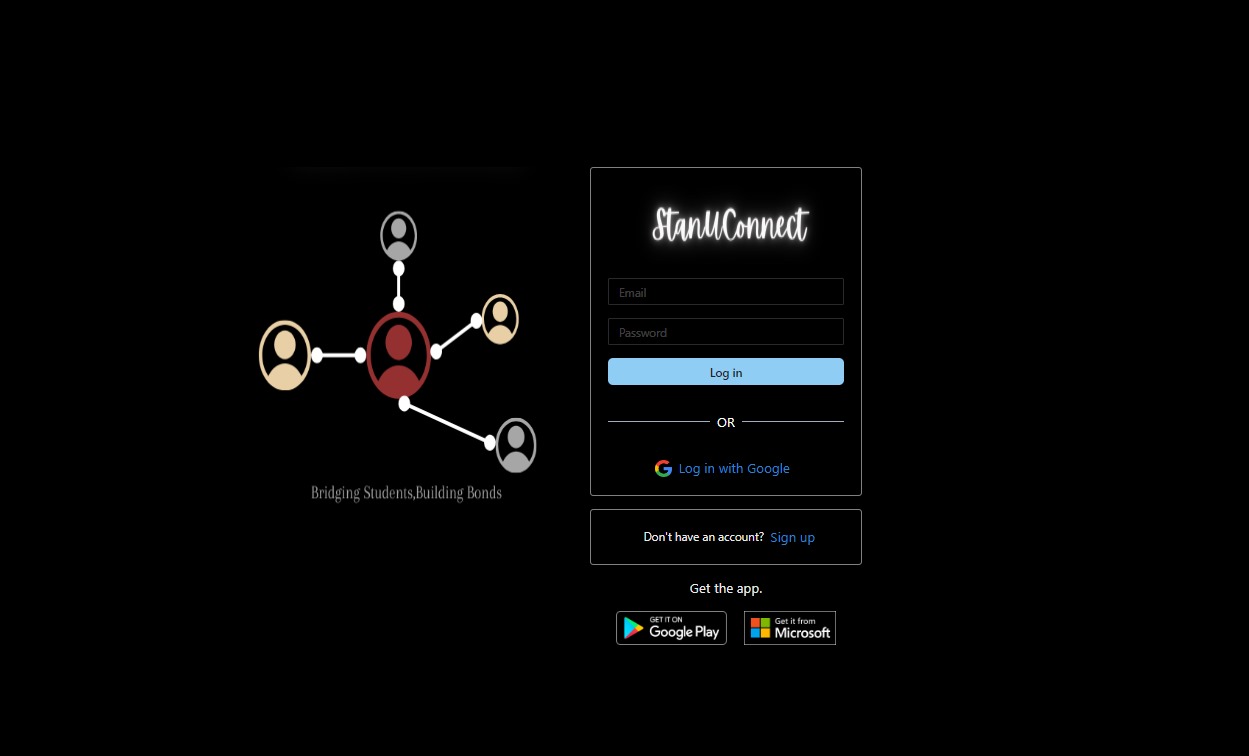 StanUConnect
Email
Password
Log in
OR
Log in with Google
Bridging Students,Building Bonds
Don't have an account? Sign up
Get the app.
GET IT ON
Google Play
Get it from
Microsoft